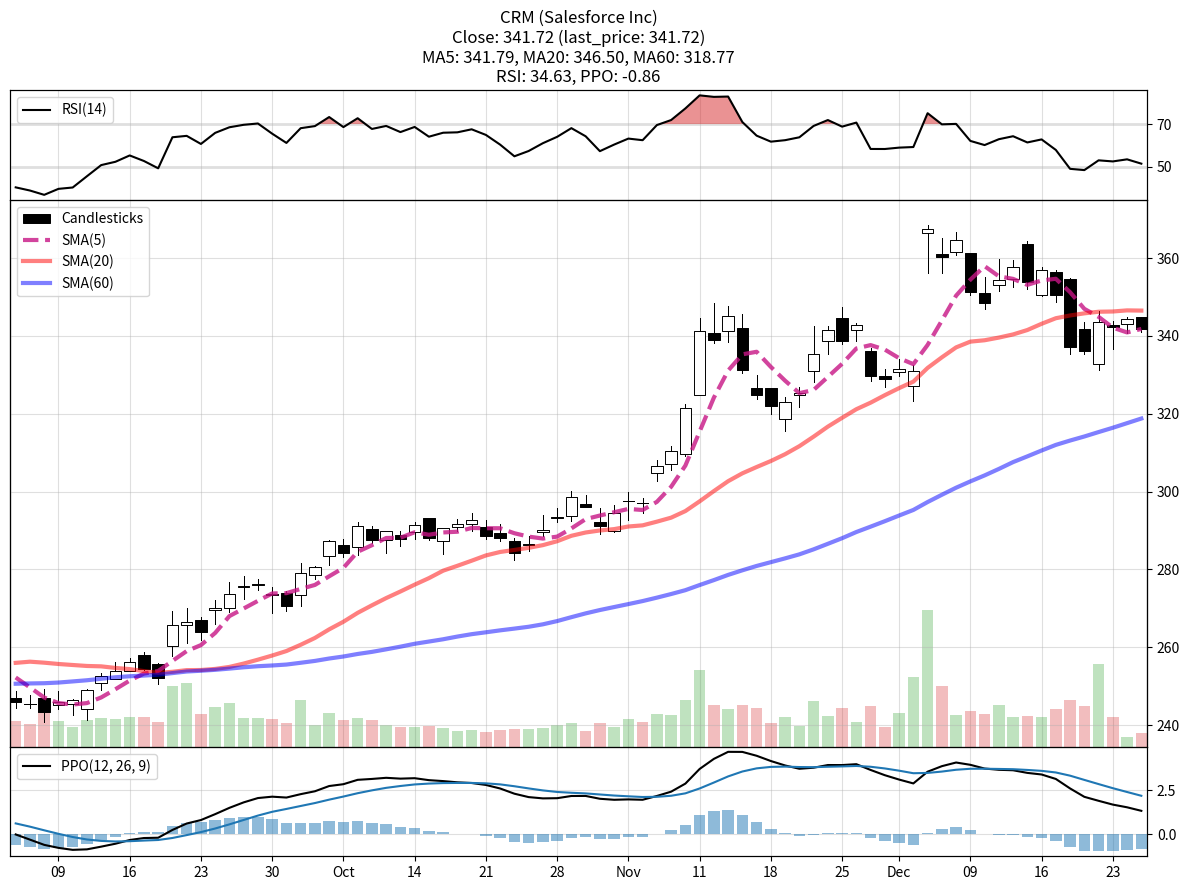 CRM (Salesforce Inc)
Close: 341.72 (last_price: 341.72)
MA5: 341.79, MA20: 346.50, MA60: 318.77
RSI: 34.63, PPO: -0.86
RSI(14)
70
50
Candlesticks
SMA(5)
SMA(20)
SMA(60)
360
340
320
300
280
260
240
PPO(12, 26, 9)
2.5
0.0
09 16 23 30 Oct 14 21 28 Nov 11 18 25 Dec 09 16 23